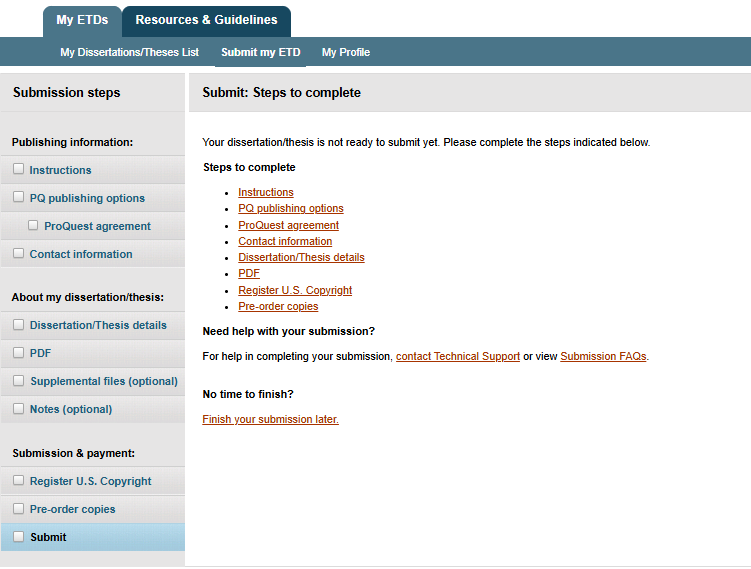 My ETDs
Resources & Guidelines
My Dissertations/Theses List
Submit my ETD
My Profile
Submission steps
Publishing information:
Instructions
PQ publishing options
ProQuest agreement
Contact information
About my dissertation/thesis:
Dissertation/Thesis details
PDF
Supplemental files (optional)
Notes (optional)
Submission & payment:
Register U.S. Copyright
Pre-order copies
Submit
Submit: Steps to complete
Your dissertation/thesis is not ready to submit yet. Please complete the steps indicated below.
Steps to complete
Instructions
PQ publishing options
ProQuest agreement
Contact information
Dissertation/Thesis details
PDF
Register U.S. Copyright
Pre-order copies
Need help with your submission?
For help in completing your submission, contact Technical Support or view Submission FAQs.
No time to finish?
Finish your submission later.